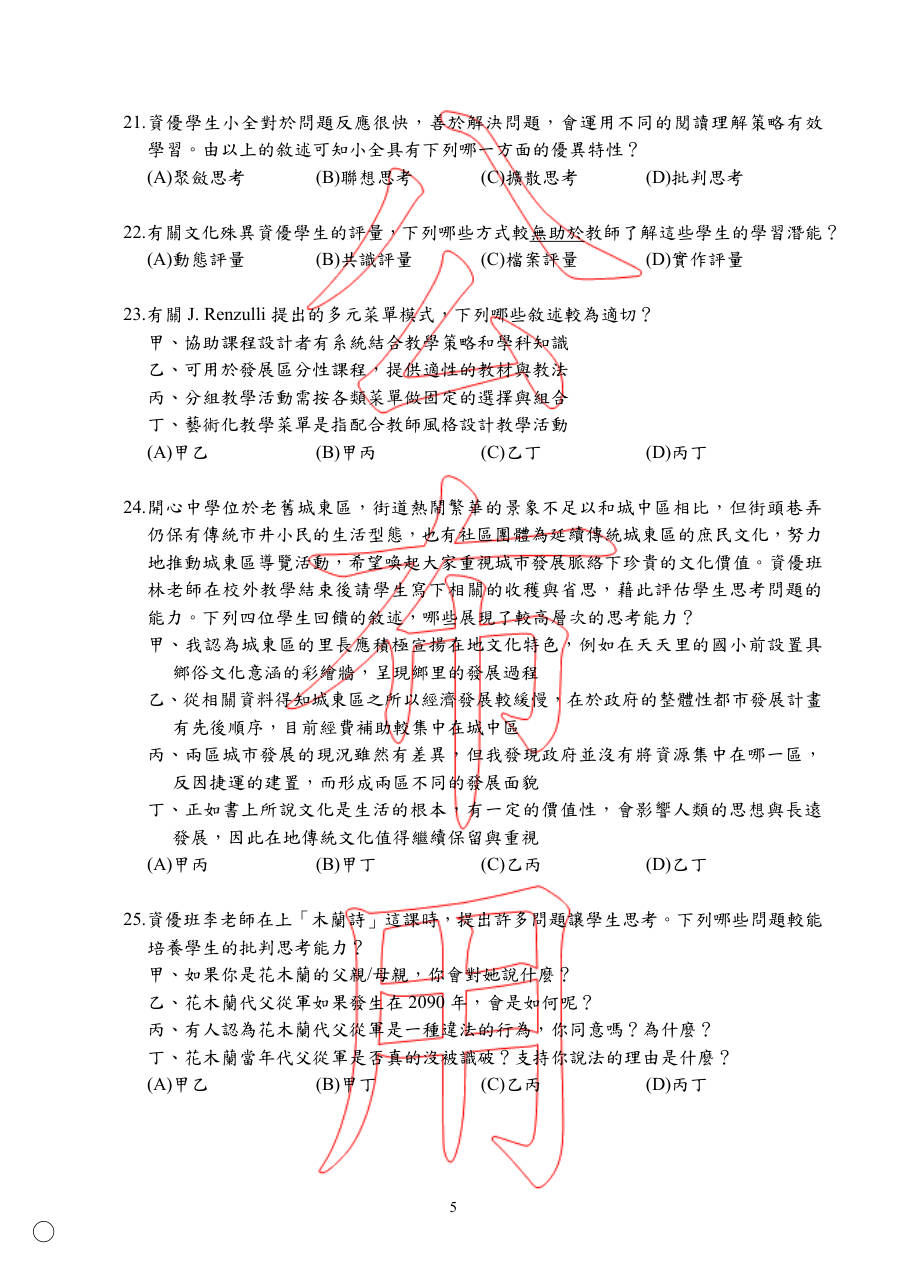 21.資優學生小全對於問題反應很快，善於解決問題，會運用不同的閱讀理解策略有效
學習。由以上的敘述可知小全具有下列哪一方面的優異特性？
(A)聚斂思考 (B)聯想思考 (C)擴散思考 (D)批判思考
22.有關文化殊異資優學生的評量，下列哪些方式較無助於教師了解這些學生的學習潛能？
(A)動態評量 (B)共識評量 (C)檔案評量 (D)實作評量
23.有關 J. Renzulli 提出的多元菜單模式，下列哪些敘述較為適切？
甲、協助課程設計者有系統結合教學策略和學科知識
乙、可用於發展區分性課程，提供適性的教材與教法
丙、分組教學活動需按各類菜單做固定的選擇與組合
丁、藝術化教學菜單是指配合教師風格設計教學活動
(A)甲乙 (B)甲丙 (C)乙丁 (D)丙丁
24.開心中學位於老舊城東區，街道熱鬧繁華的景象不足以和城中區相比，但街頭巷弄
仍保有傳統市井小民的生活型態，也有社區團體為延續傳統城東區的庶民文化，努力
地推動城東區導覽活動，希望喚起大家重視城市發展脈絡下珍貴的文化價值。資優班
林老師在校外教學結束後請學生寫下相關的收穫與省思，藉此評估學生思考問題的
能力。下列四位學生回饋的敘述，哪些展現了較高層次的思考能力？
甲、我認為城東區的里長應積極宣揚在地文化特色，例如在天天里的國小前設置具
鄉俗文化意涵的彩繪牆，呈現鄉里的發展過程
乙、從相關資料得知城東區之所以經濟發展較緩慢，在於政府的整體性都市發展計畫
有先後順序，目前經費補助較集中在城中區
丙、兩區城市發展的現況雖然有差異，但我發現政府並沒有將資源集中在哪一區，
反因捷運的建置，而形成兩區不同的發展面貌
丁、正如書上所說文化是生活的根本，有一定的價值性，會影響人類的思想與長遠
發展，因此在地傳統文化值得繼續保留與重視
(A)甲丙 (B)甲丁 (C)乙丙 (D)乙丁
25.資優班李老師在上「木蘭詩」這課時，提出許多問題讓學生思考。下列哪些問題較能
培養學生的批判思考能力？
甲、如果你是花木蘭的父親/母親，你會對她說什麼？
乙、花木蘭代父從軍如果發生在 2090 年，會是如何呢？
丙、有人認為花木蘭代父從軍是一種違法的行為，你同意嗎？為什麼？
丁、花木蘭當年代父從軍是否真的沒被識破？支持你說法的理由是什麼？
(A)甲乙 (B)甲丁 (C)乙丙 (D)丙丁
公布用
5